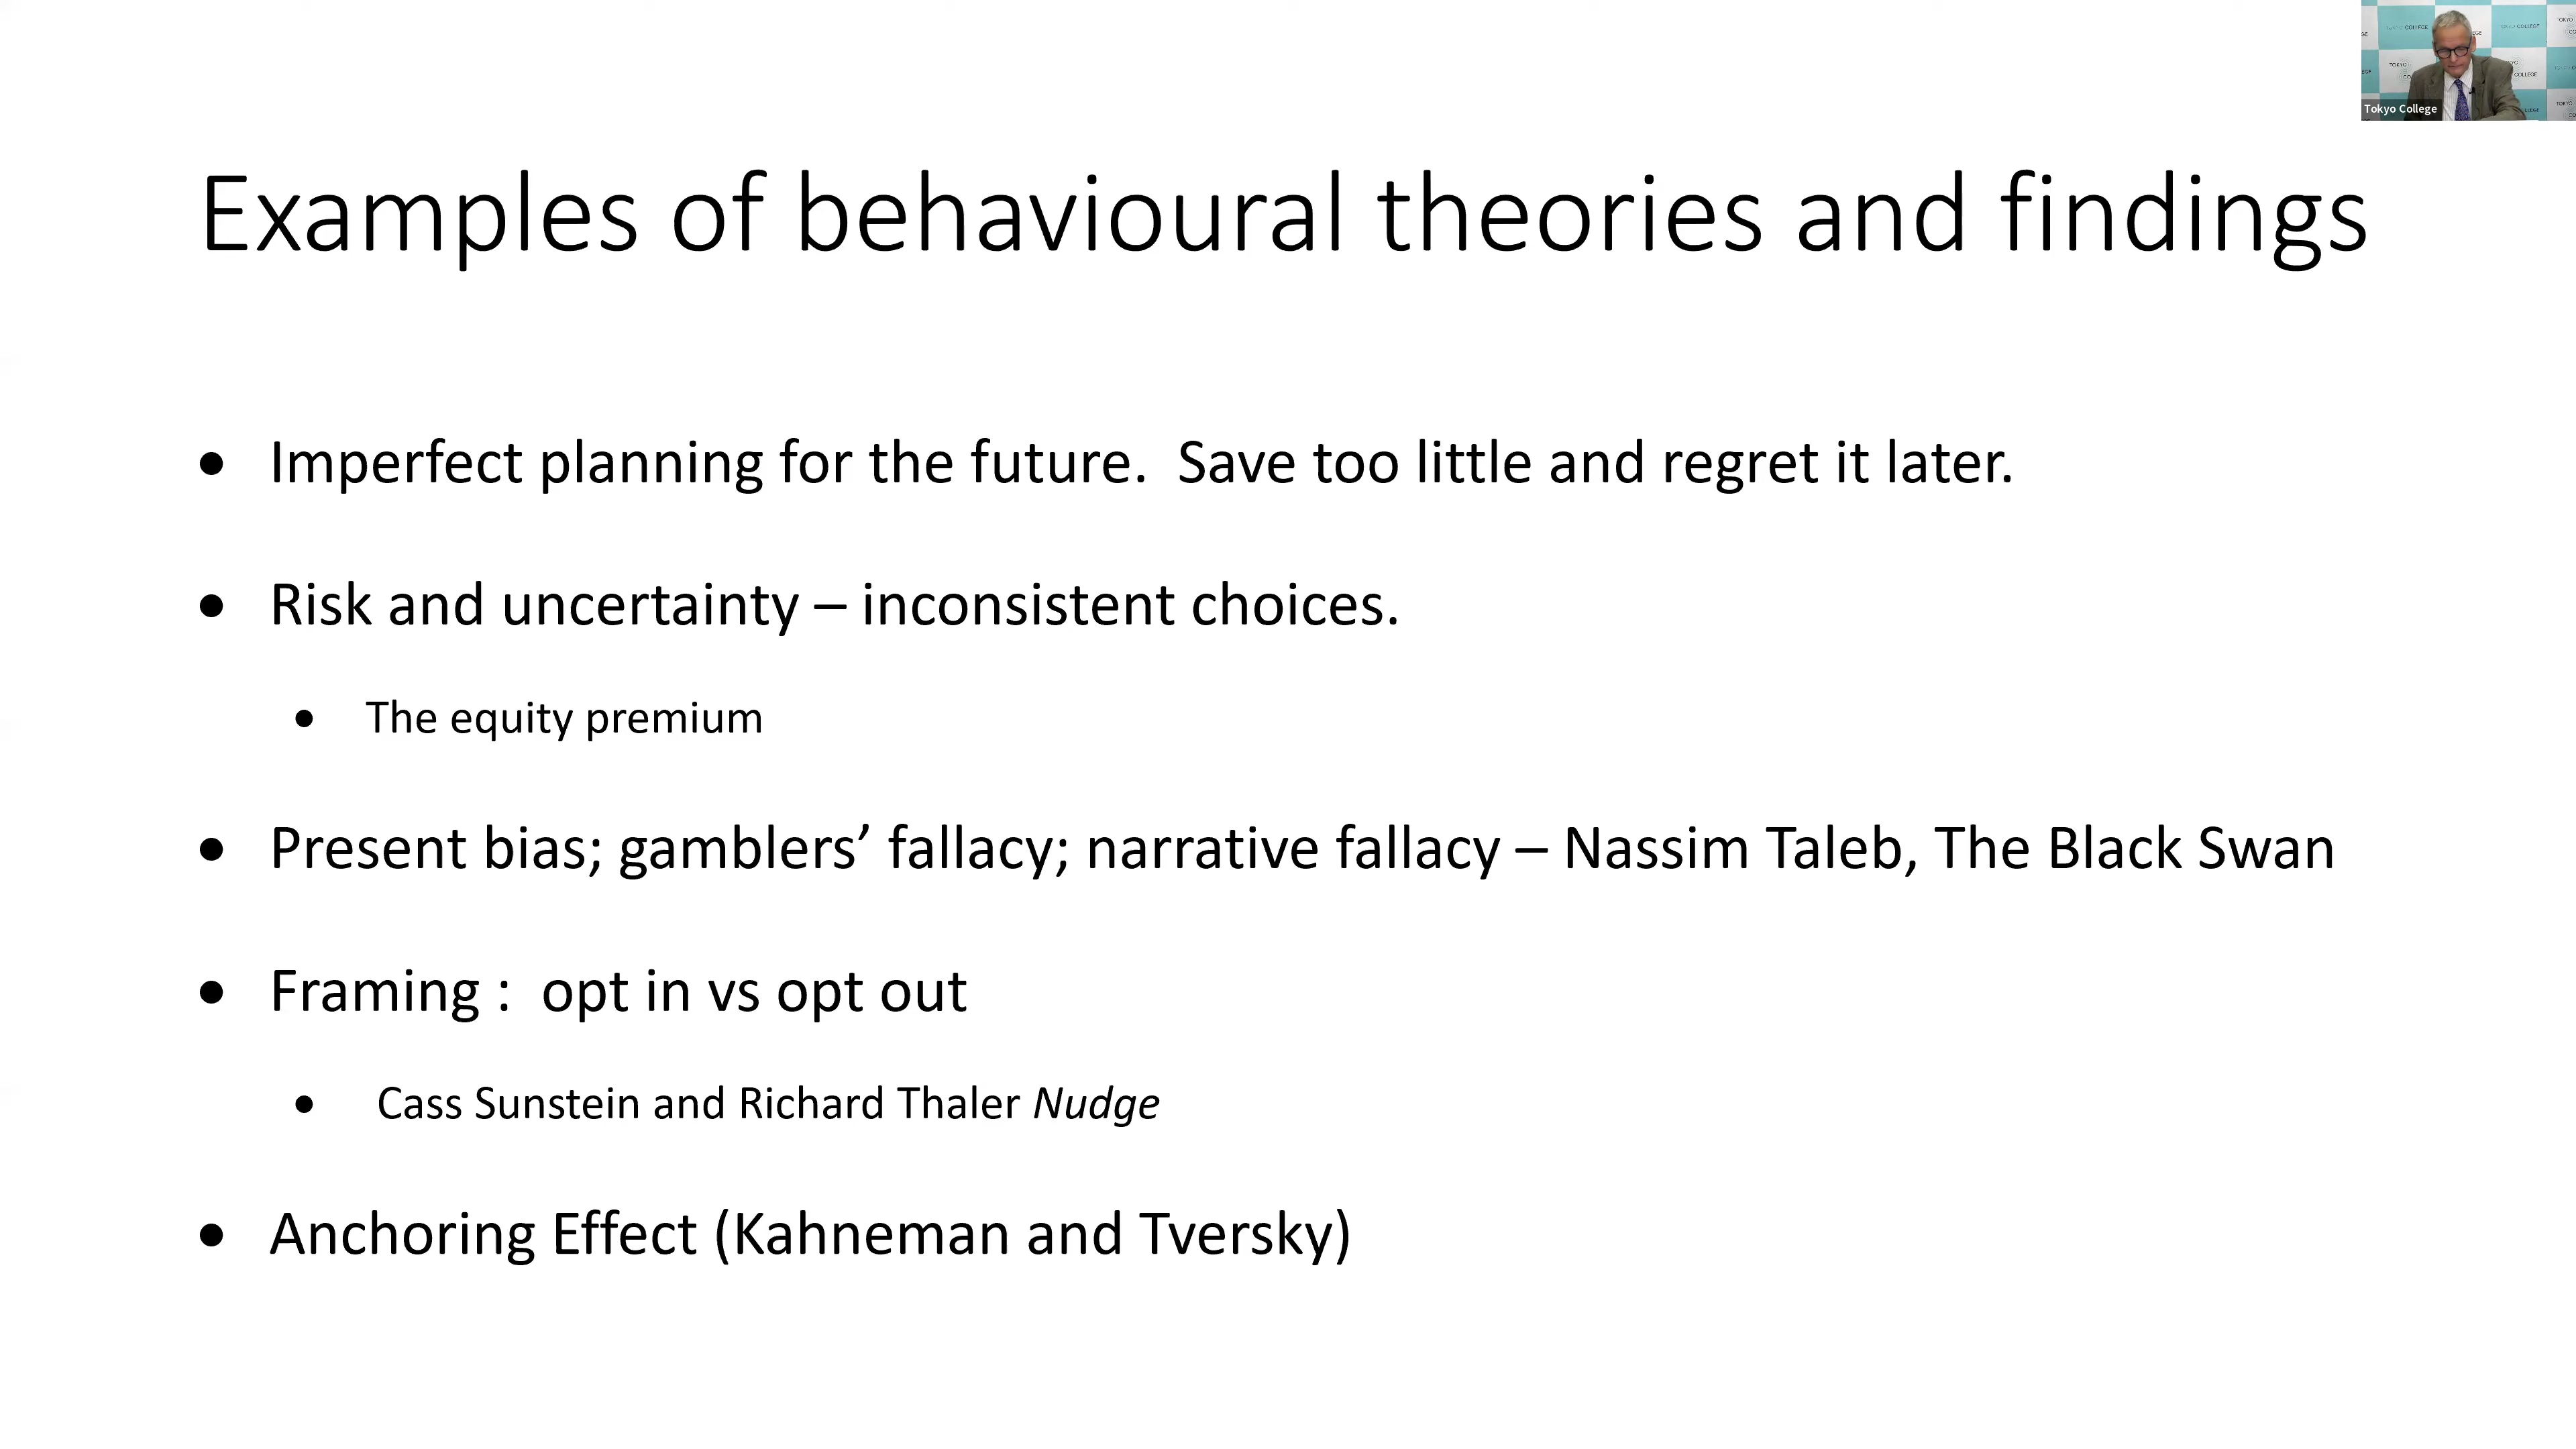 Tokyo College
Examples of behavioural theories and findings
• Imperfect planning for the future.  Save too little and regret it later.
• Risk and uncertainty – inconsistent choices.
• The equity premium
• Present bias; gamblers’ fallacy; narrative fallacy – Nassim Taleb, The Black Swan
• Framing :  opt in vs opt out
• Cass Sunstein and Richard Thaler Nudge
• Anchoring Effect (Kahneman and Tversky)